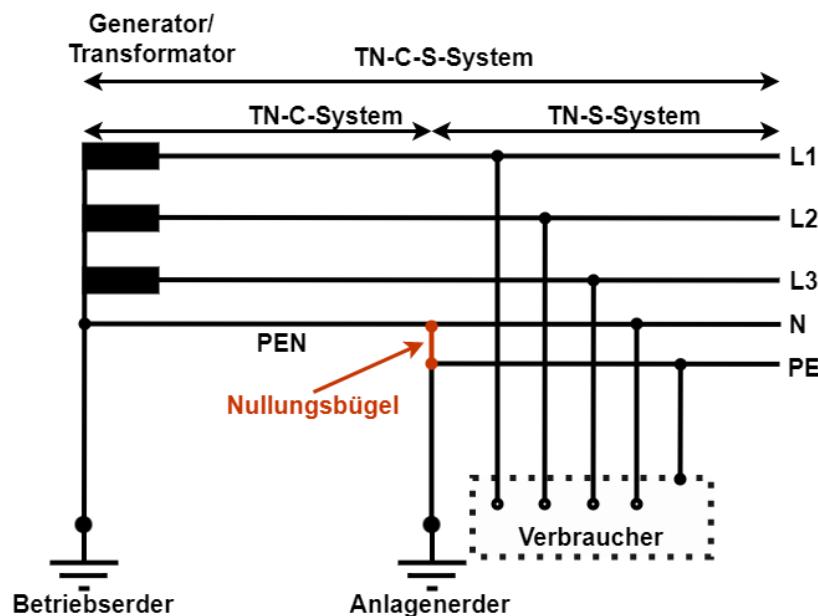 Generator/
Transformator
TN-C-S-System
TN-C-System
TN-S-System
L1
L2
L3
N
PEN
PE
Nullungsbügel
Verbraucher
Betriebserder
Anlagenerder